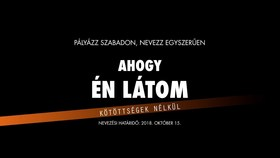 PÁLYÁZZ SZABADON, NEVEZZ EGYSZERŰEN
AHOGY
ÉN LÁTOM
KÖTÖTTSÉGEK NÉLKÜL
NEVEZÉSI HATÁRIDŐ: 2018. OKTÓBER 15.